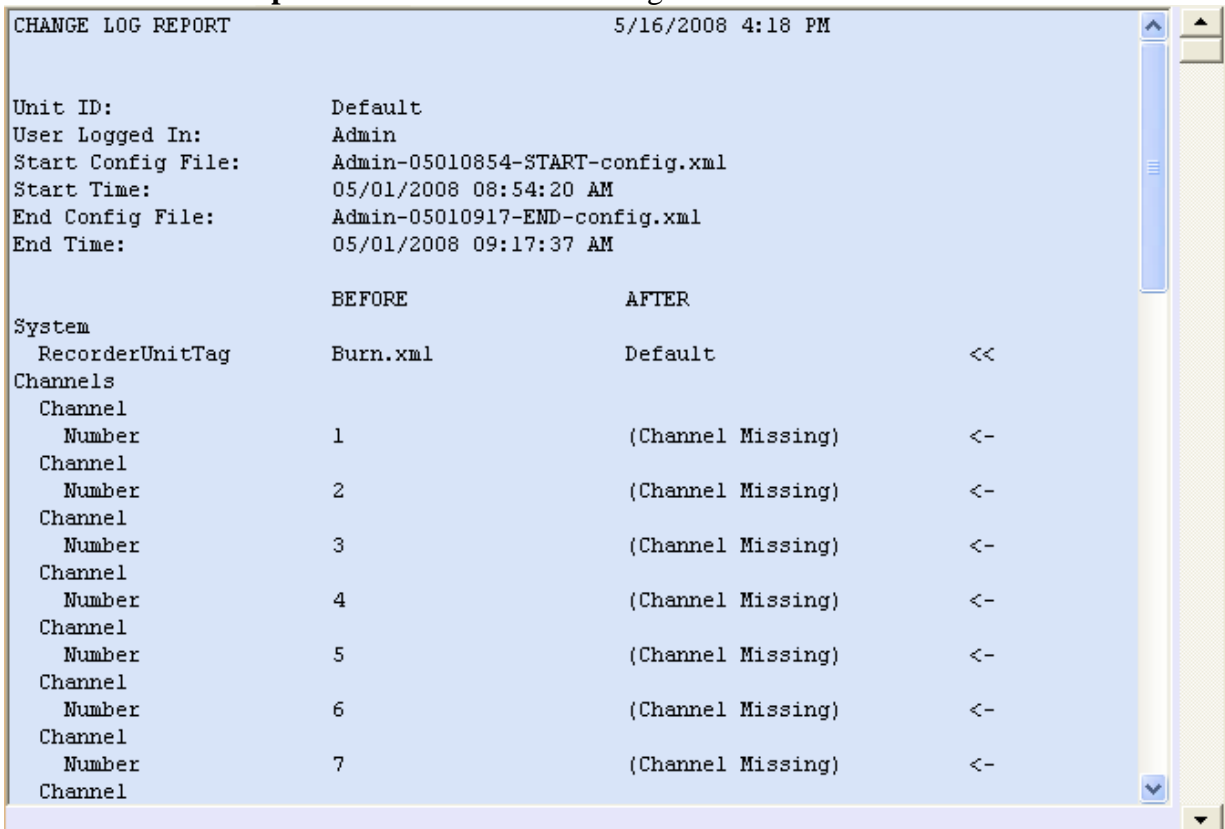 CHANGE LOG REPORT 5/16/2008 4:18 PM
Unit ID: Default
User Logged In: Admin
Start Config File: Admin-05010854-START-config.xml
Start Time: 05/01/2008 08:54:20 AM
End Config File: Admin-05010917-END-config.xml
End Time: 05/01/2008 09:17:37 AM
BEFORE AFTER
System
RecorderUnitTag Burn.xml Default <<
Channels
Channel
Number 1 (Channel Missing) <-
Channel
Number 2 (Channel Missing) <-
Channel
Number 3 (Channel Missing) <-
Channel
Number 4 (Channel Missing) <-
Channel
Number 5 (Channel Missing) <-
Channel
Number 6 (Channel Missing) <-
Channel
Number 7 (Channel Missing) <-
Channel